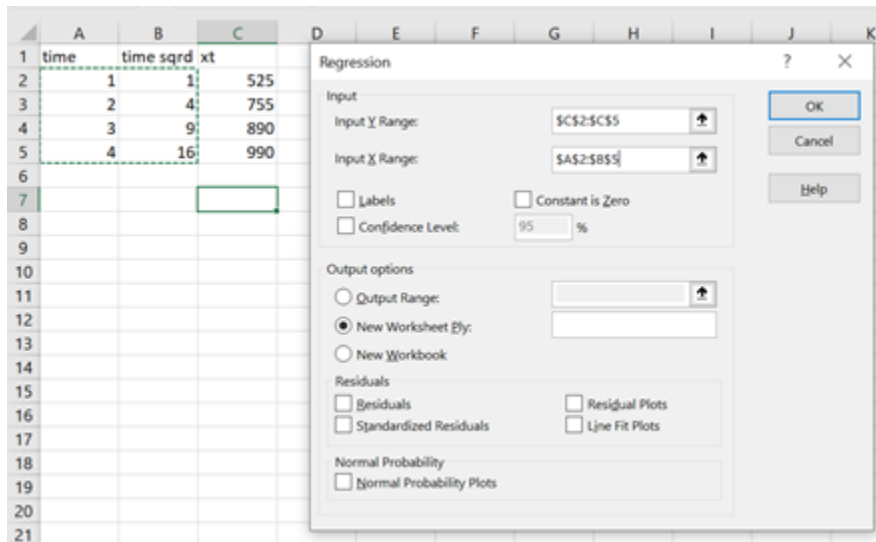 A B C D E F G H I J K
1 time time sqrd xt
2 1 1 525
3 2 4 755
4 3 9 890
5 4 16 990
6
7
8
9
10
11
12
13
14
15
16
17
18
19
20
21
Regression ? ×
Input
Input Y Range: $C$2:$C$5
Input X Range: $A$2:$B$5
Labels Constant is Zero
Confidence Level: 95 %
Output options
Output Range:
New Worksheet Ply:
New Workbook
Residuals
Residuals Residual Plots
Standardized Residuals Line Fit Plots
Normal Probability
Normal Probability Plots
OK
Cancel
Help